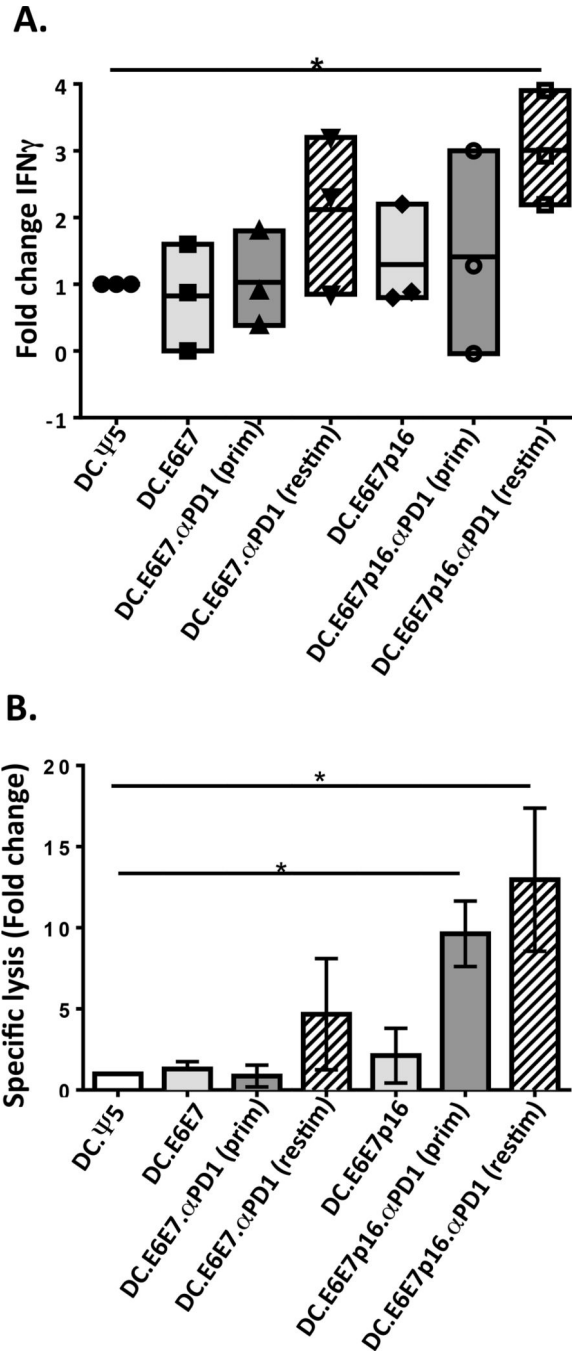 A.
*
Fold change IFNγ
4
3
2
1
0
-1
DC.Ψ5
DC.E6E7
DC.E6E7.αPD1 (prim)
DC.E6E7.αPD1 (restim)
DC.E6E7p16
DC.E6E7p16.αPD1 (prim)
DC.E6E7p16.αPD1 (restim)
B.
Specific lysis (Fold change)
20
15
10
5
0
*
*
DC.Ψ5
DC.E6E7
DC.E6E7.αPD1 (prim)
DC.E6E7.αPD1 (restim)
DC.E6E7p16
DC.E6E7p16.αPD1 (prim)
DC.E6E7p16.αPD1 (restim)